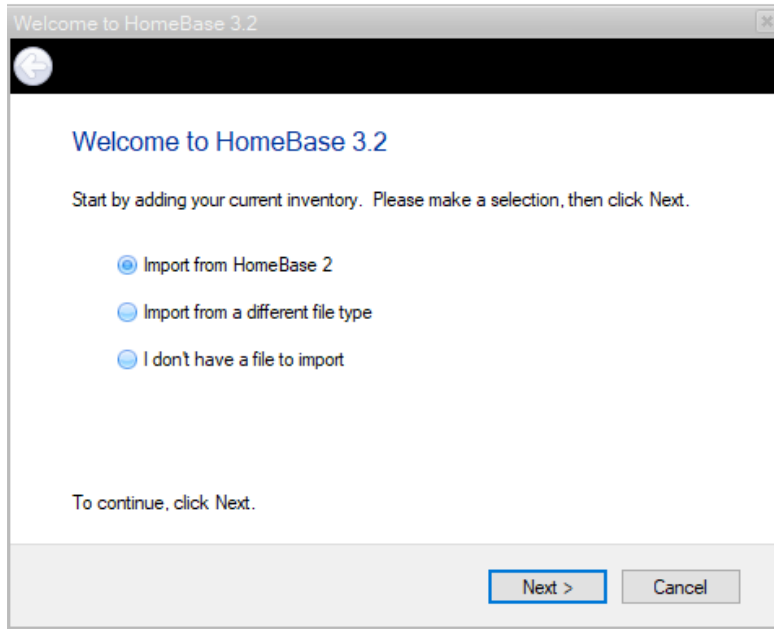 Welcome to HomeBase 3.2
Welcome to HomeBase 3.2
Start by adding your current inventory. Please make a selection, then click Next.
Import from HomeBase 2
Import from a different file type
I don't have a file to import
To continue, click Next.
Next > Cancel